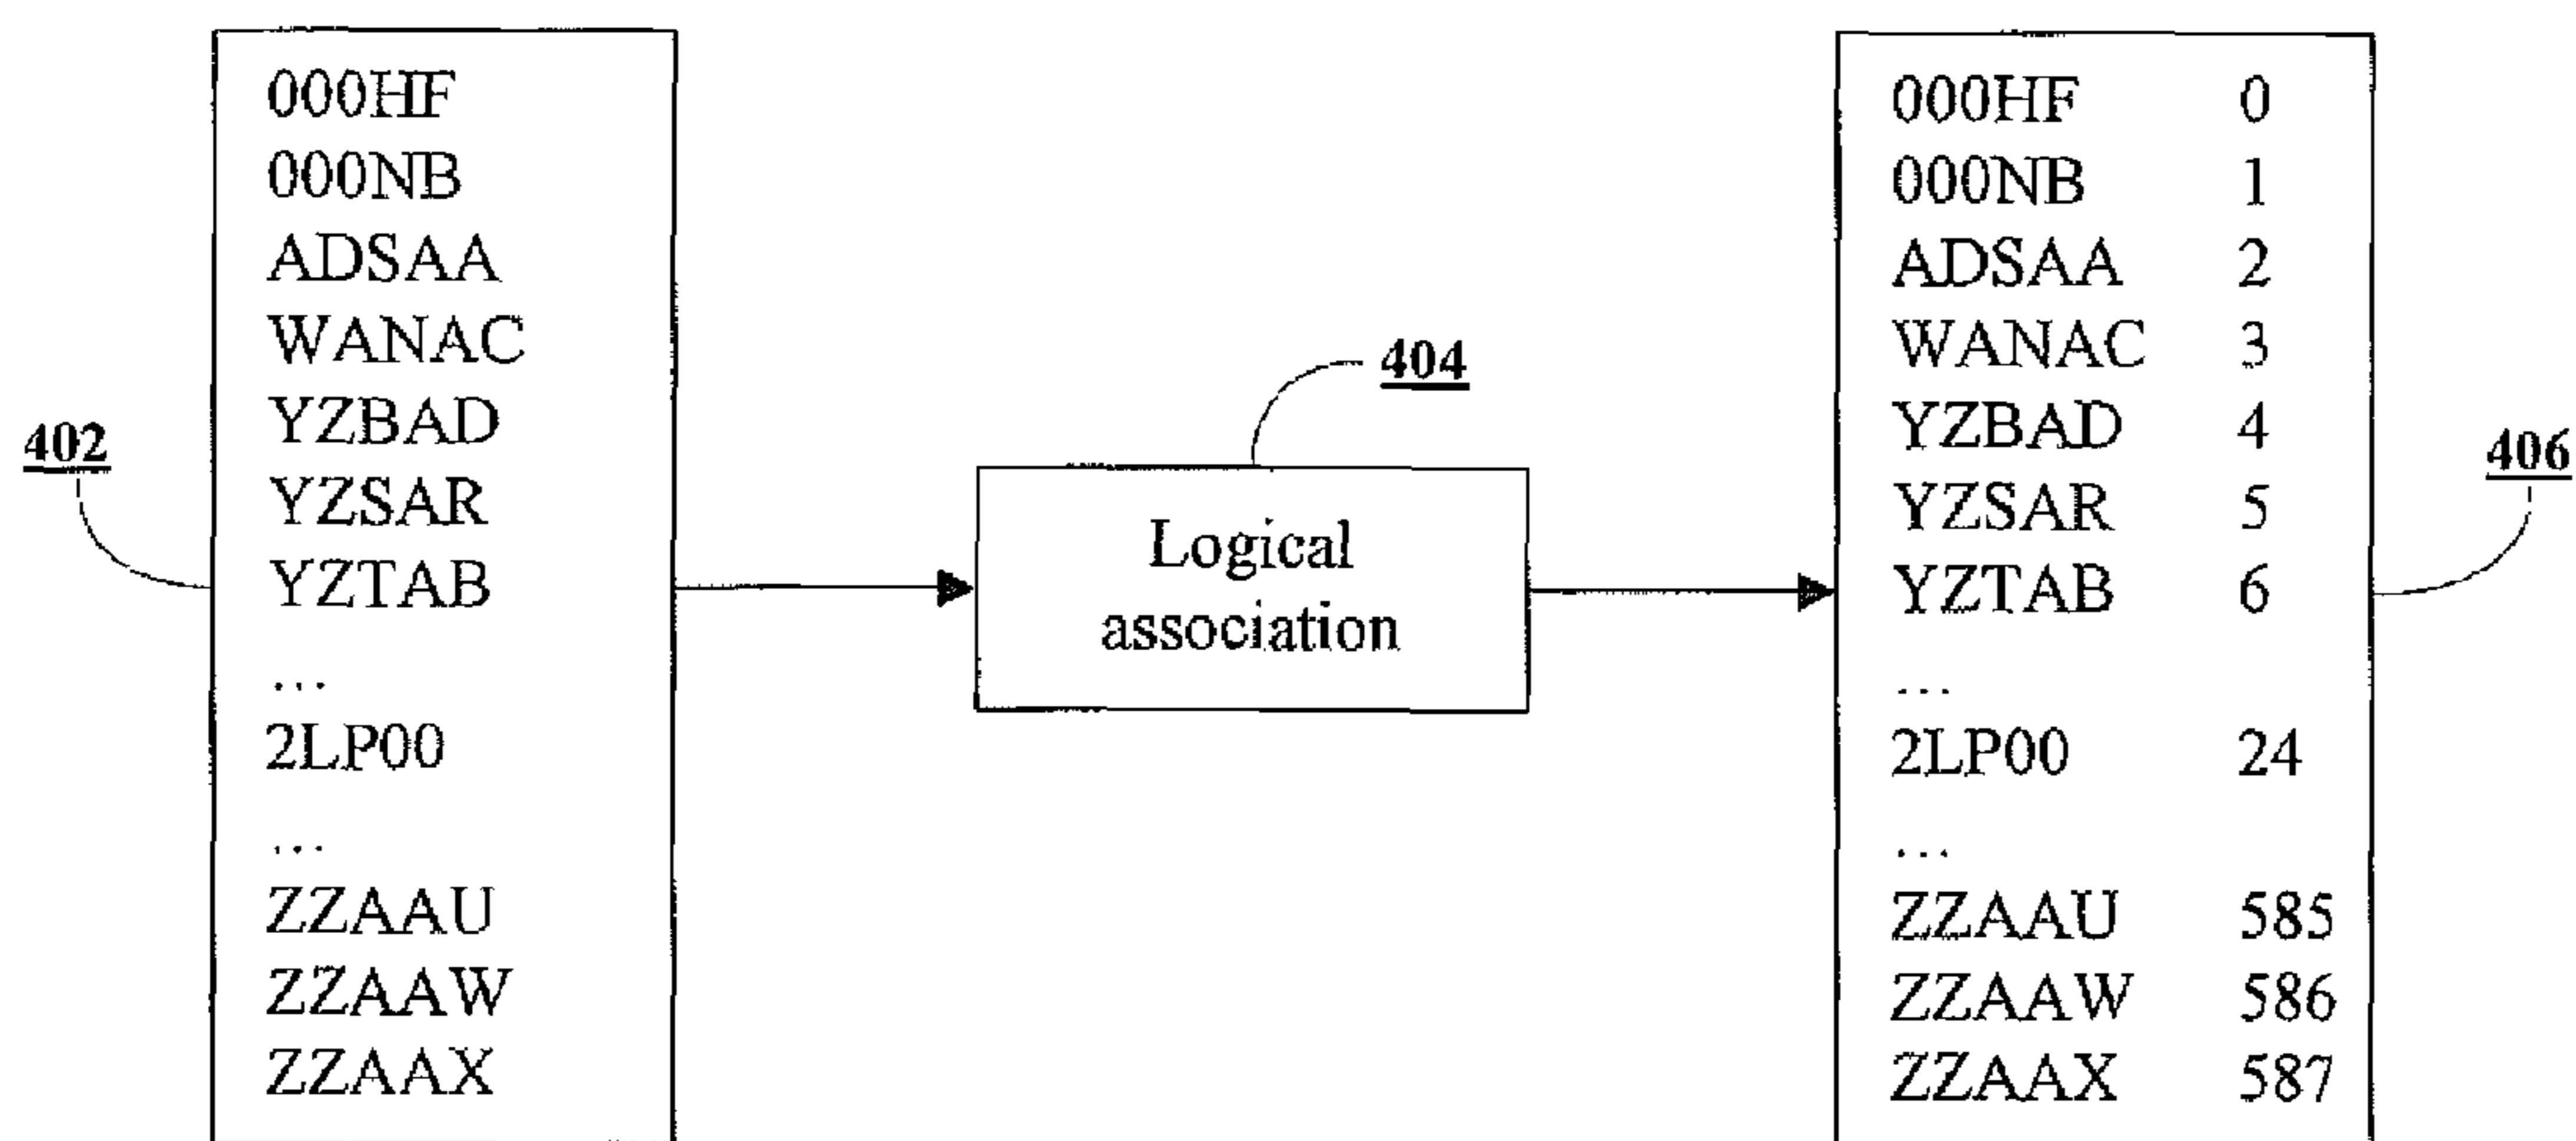 000HF
000NB
ADSAA
WANAC
YZBAD
YZSAR
YZTAB
...
2LP00
...
ZZAAU
ZZAAW
ZZAAX
402
404
Logical
association
000HF 0
000NB 1
ADSAA 2
WANAC 3
YZBAD 4
YZSAR 5
YZTAB 6
...
2LP00 24
...
ZZAAU 585
ZZAAW 586
ZZAAX 587
406